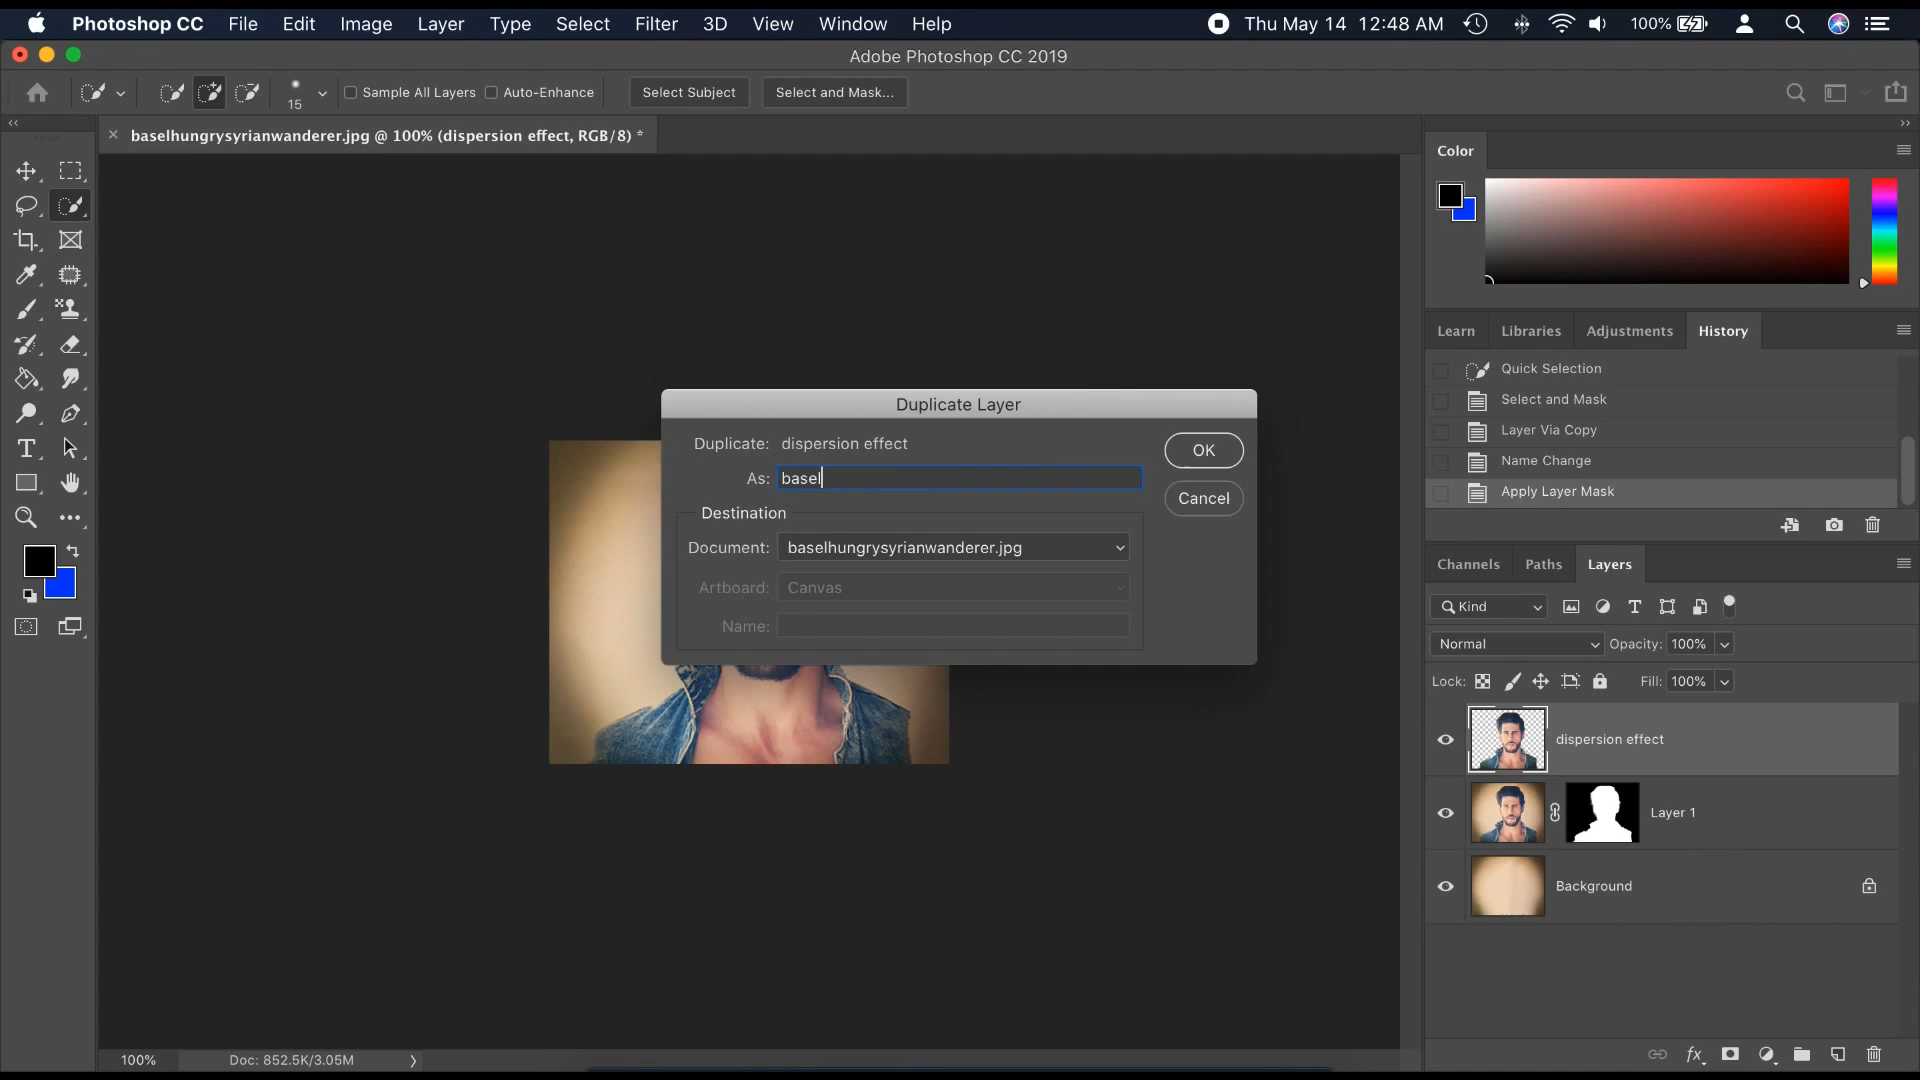 Photoshop CC File Edit Image Layer Type Select Filter 3D View Window Help Thu May 14 12:48 AM 100%
Adobe Photoshop CC 2019
15 Sample All Layers Auto-Enhance Select Subject Select and Mask...
baselhungrysyrianwanderer.jpg @ 100% (dispersion effect, RGB/8) *
Color
Learn Libraries Adjustments History
Quick Selection
Select and Mask
Layer Via Copy
Name Change
Apply Layer Mask
Duplicate Layer
Duplicate: dispersion effect
As: basel
OK
Cancel
Destination
Document: baselhungrysyrianwanderer.jpg
Artboard: Canvas
Name:
Channels Paths Layers
Kind
Normal Opacity: 100%
Lock: Fill: 100%
dispersion effect
Layer 1
Background
100% Doc: 852.5K/3.05M
fx